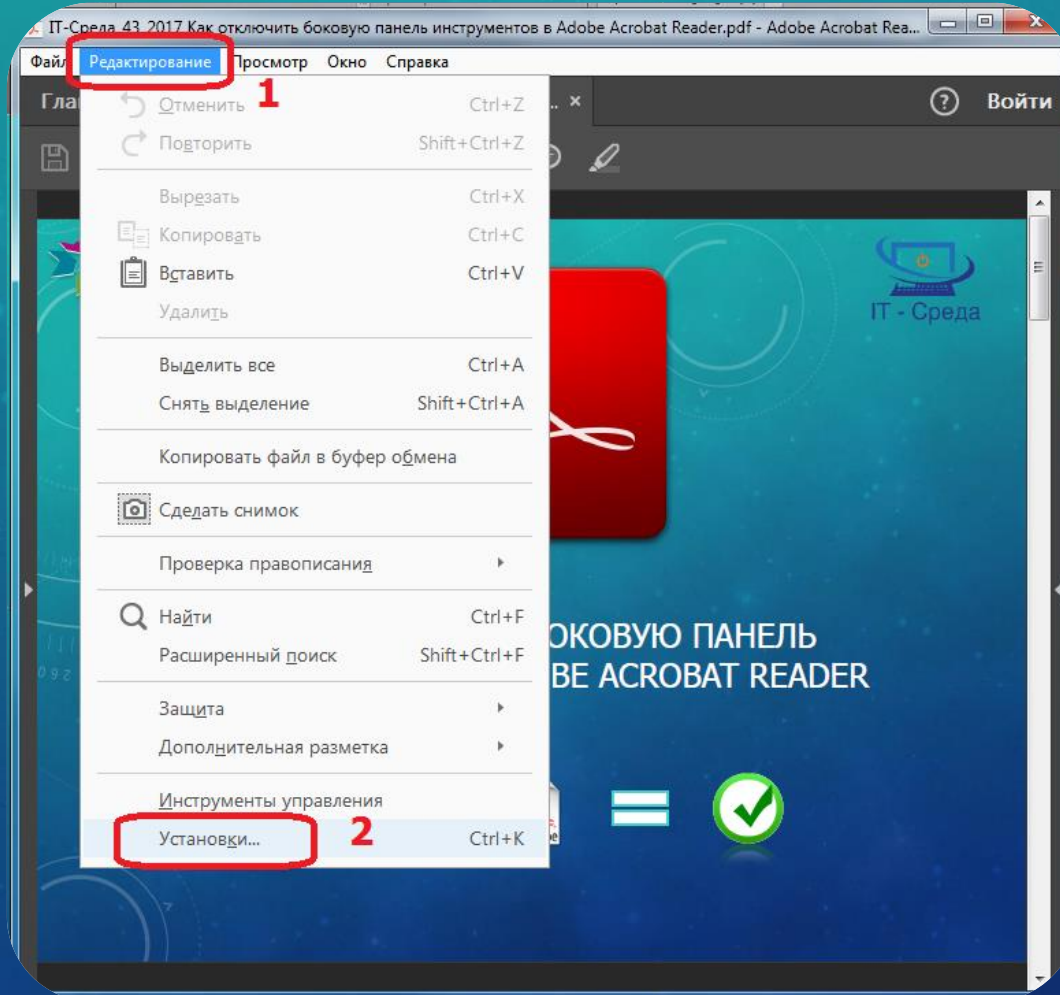 IT-Среда_43_2017 Как отключить боковую панель инструментов в Adobe Acrobat Reader.pdf - Adobe Acrobat Rea...
Файл Редактирование Просмотр Окно Справка
1
Гла .. × ? Войти
Отменить Ctrl+Z
Повторить Shift+Ctrl+Z
Вырезать Ctrl+X
Копировать Ctrl+C
Вставить Ctrl+V
Удалить
IT - Среда
Выделить все Ctrl+A
Снять выделение Shift+Ctrl+A
Копировать файл в буфер обмена
Сделать снимок
Проверка правописания
Найти Ctrl+F
Расширенный поиск Shift+Ctrl+F
ОКОВУЮ ПАНЕЛЬ
BE ACROBAT READER
Защита
Дополнительная разметка
Инструменты управления
Установки... 2 Ctrl+K